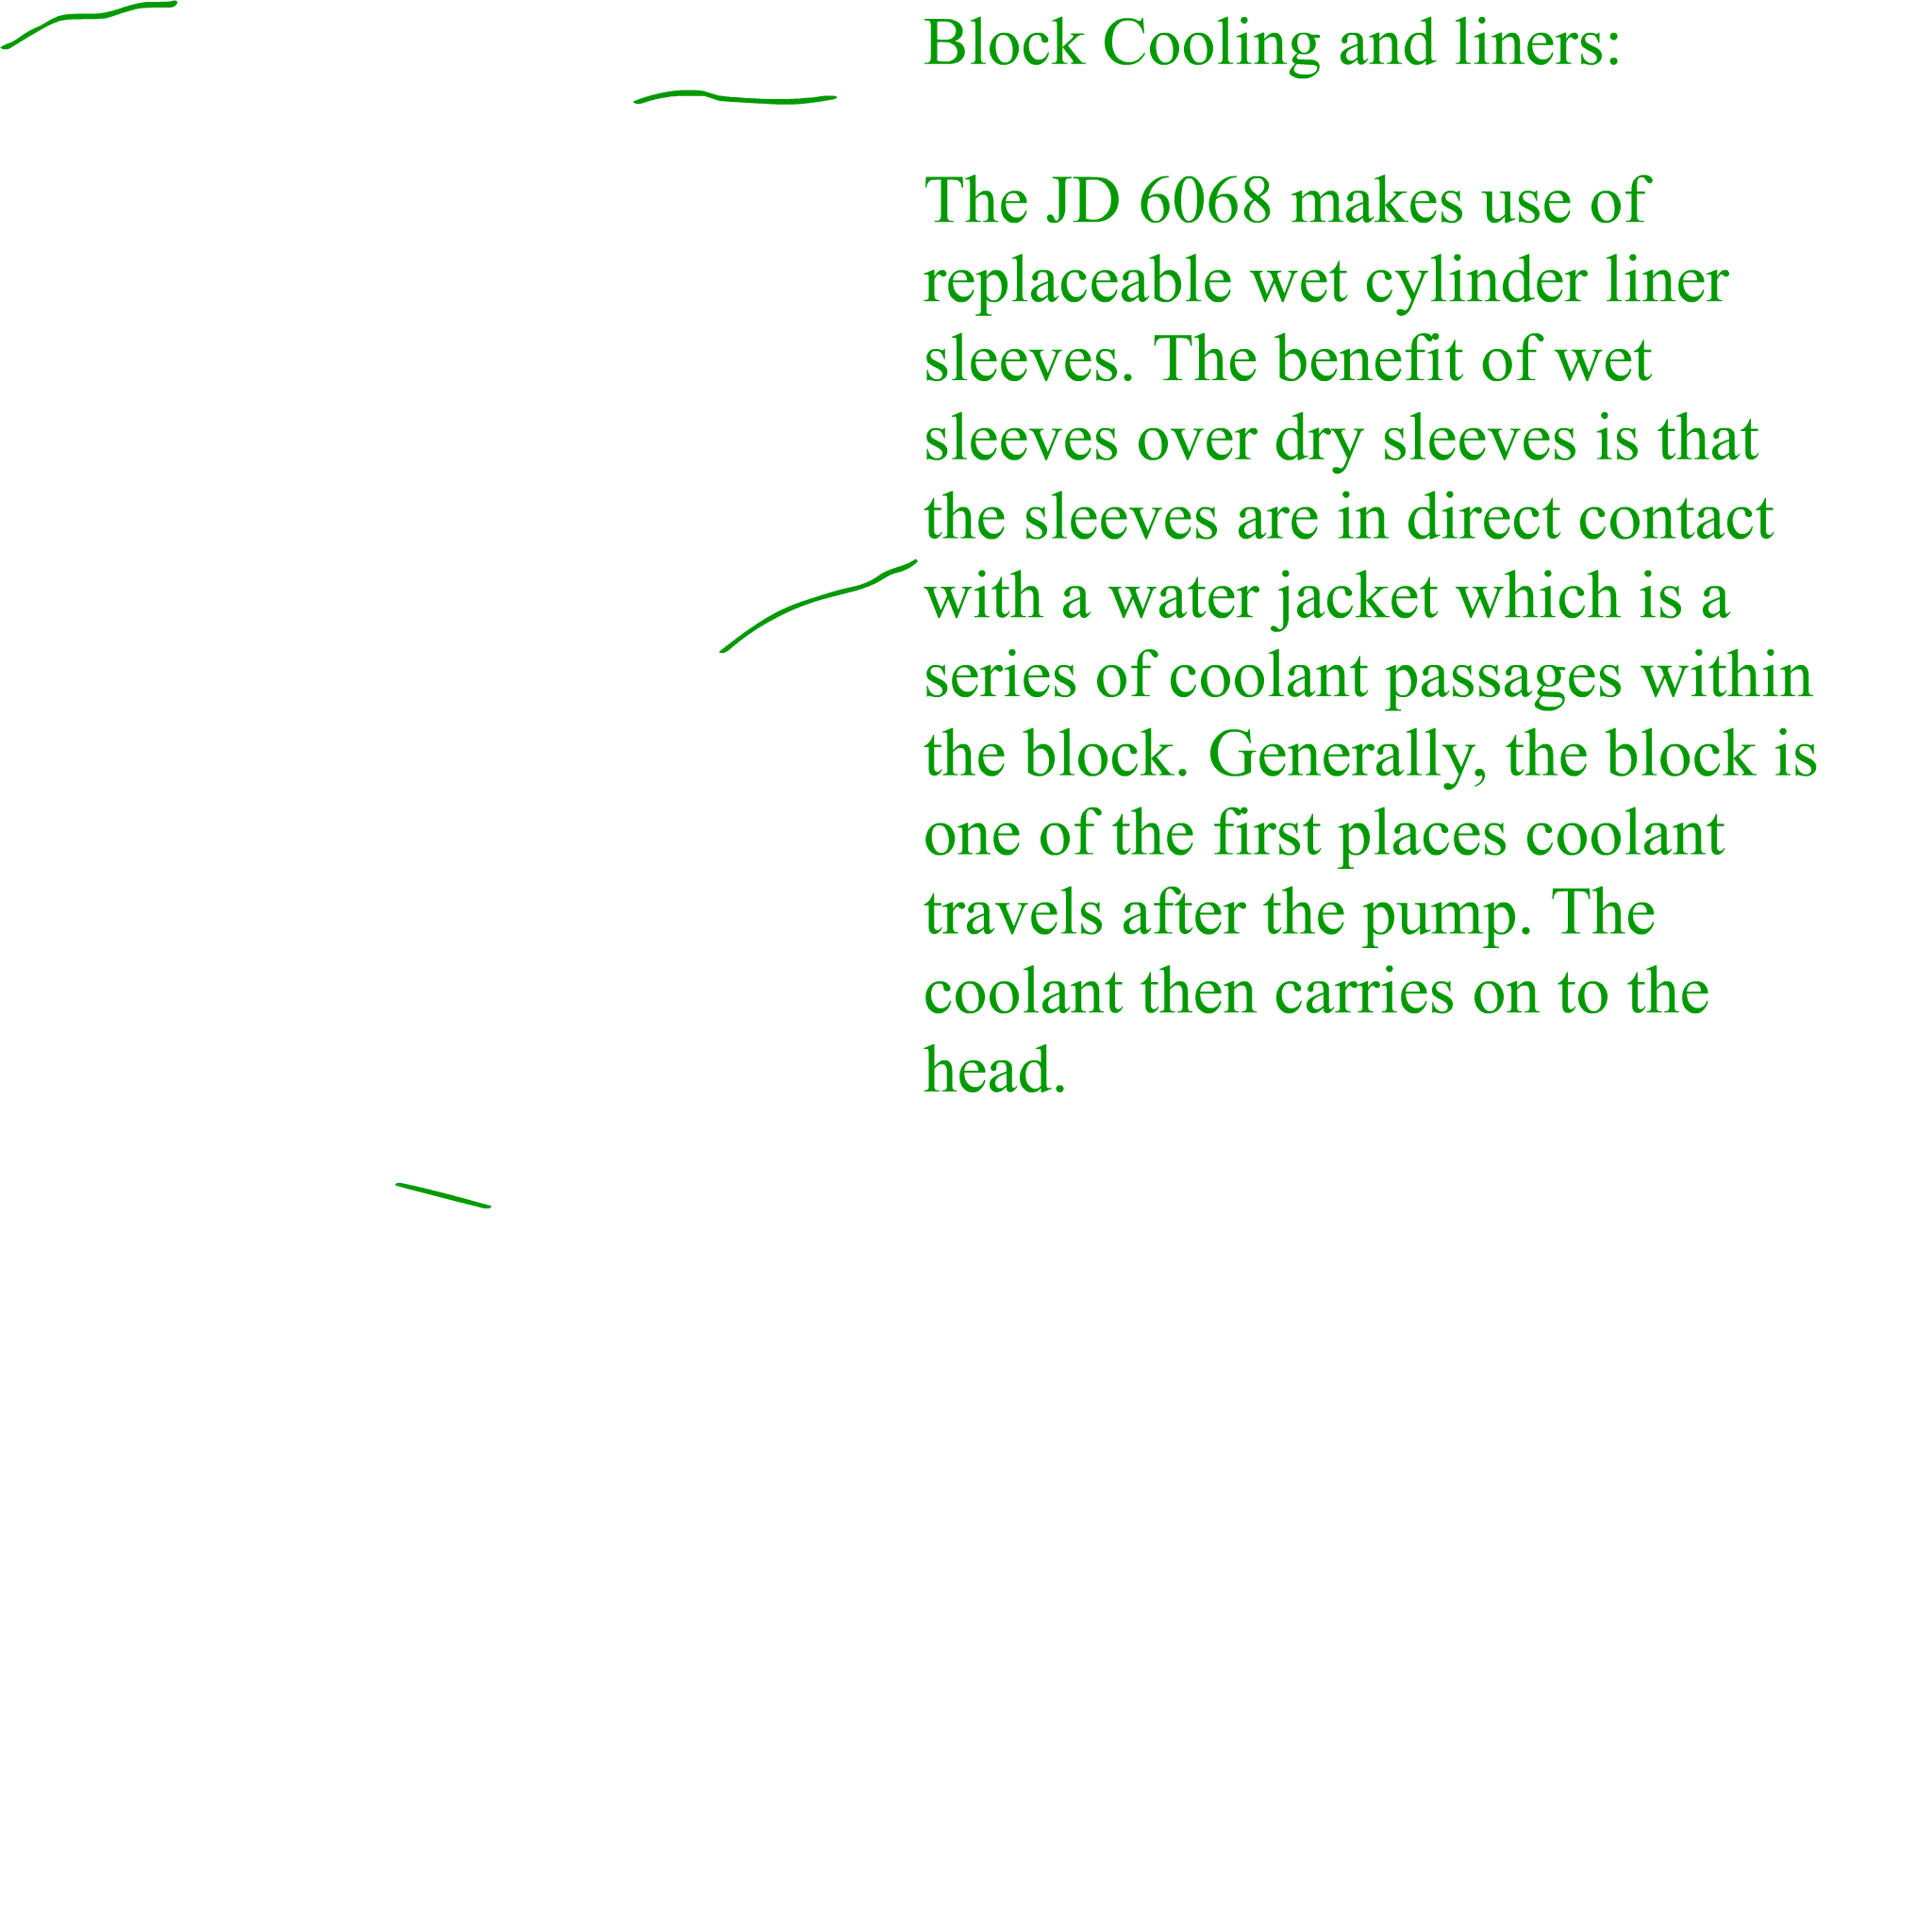 Block Cooling and lines:
The JD 6068 makes use of
replaceable wet cylinder liner
sleeves. The benefit of wet
sleeves over dry sleeves is that
the sleeves are in direct contact
with a water jacket which is a
series of coolant passages within
the block. Generally, the block is
one of the first places coolant
travels after the pump. The
coolant then carries on to the
head.